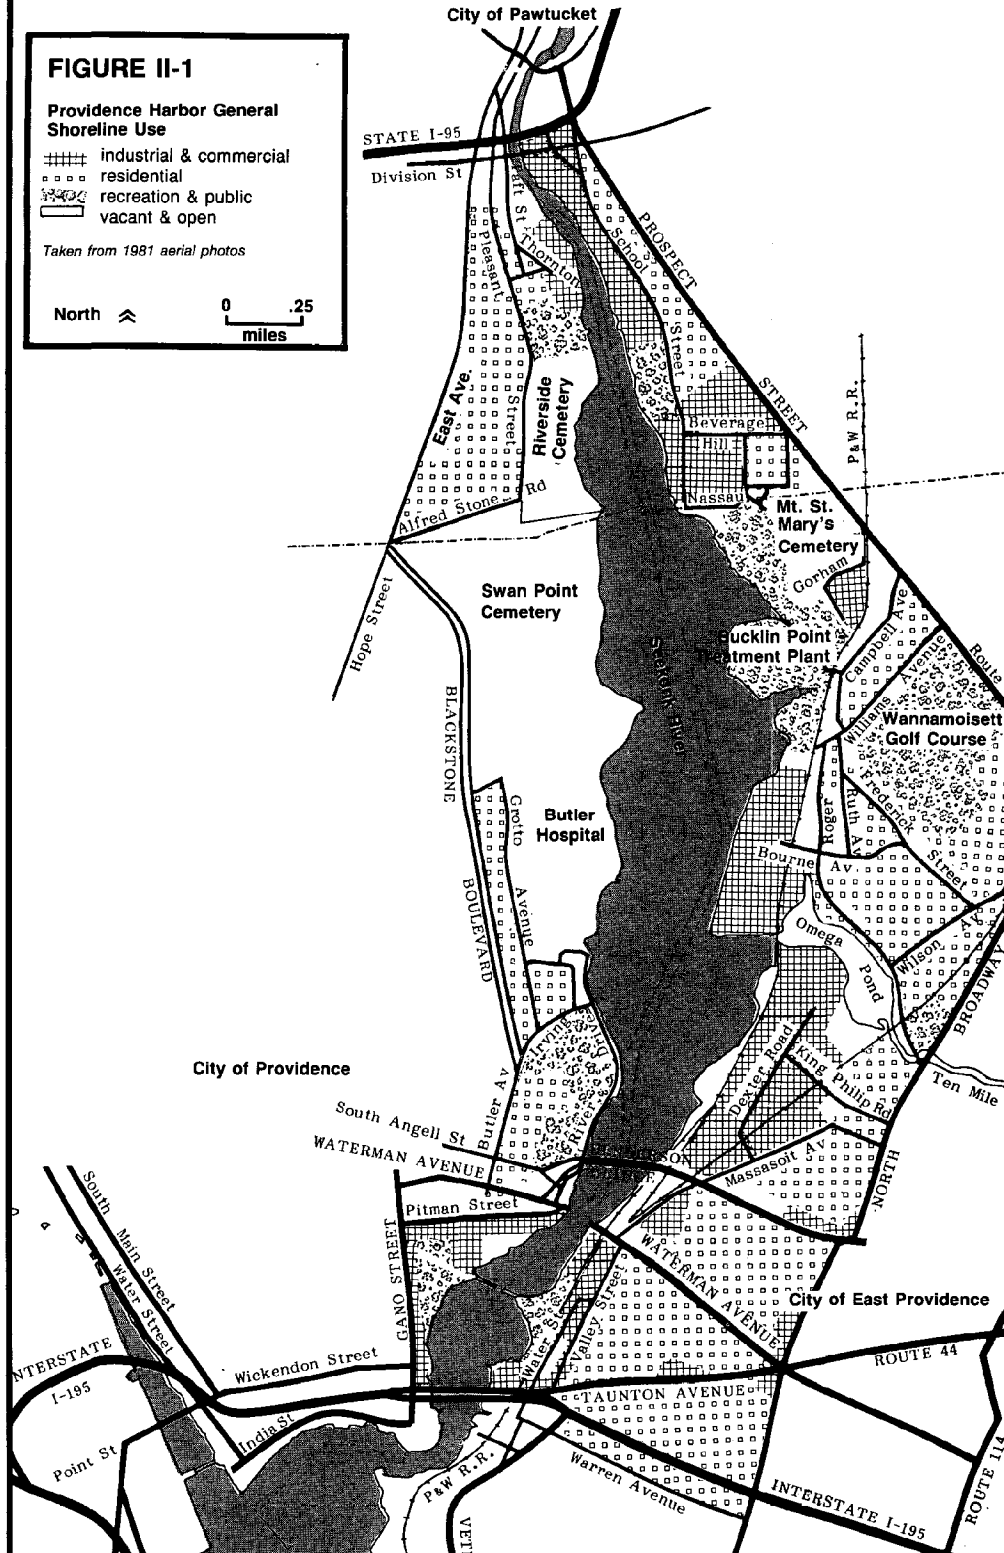 City of Pawtucket
FIGURE II-1
Providence Harbor General
Shoreline Use
industrial & commercial
residential
recreation & public
vacant & open
Taken from 1981 aerial photos
North
0 .25
miles
STATE I-95
Division St
St
Thornton
Pleasant
Street
School
Street
PROSPECT
STREET
P&W R.R.
East Ave.
Riverside
Cemetery
Beverage
Hill
Nassau
Alfred Stone Rd
Mt. St.
Mary's
Cemetery
Gorham
Hope Street
Swan Point
Cemetery
Bucklin Point
Treatment Plant
Seekonk River
Campbell Ave
Williams Avenue
Route
Wannamoisett
Golf Course
BLACKSTONE
BOULEVARD
Grotto
Avenue
Butler
Hospital
Roger
Ruth Av
Frederick
Street
Bourne Av
Wilson Av
Omega
Pond
BROADWAY
NORTH
Irving
River Drive
Butler Av
City of Providence
Dexter Road
King Philip Rd
Ten Mile
South Angell St
WATERMAN AVENUE
Massasoit Av
Pitman Street
GANO STREET
South Main Street
Water Street
WATERMAN AVENUE
City of East Providence
Water St
Valley Street
INTERSTATE
I-195
Wickendon Street
ROUTE 44
TAUNTON AVENUE
India St
Point St
P&W R.R.
Warren Avenue
INTERSTATE I-195
ROUTE 114